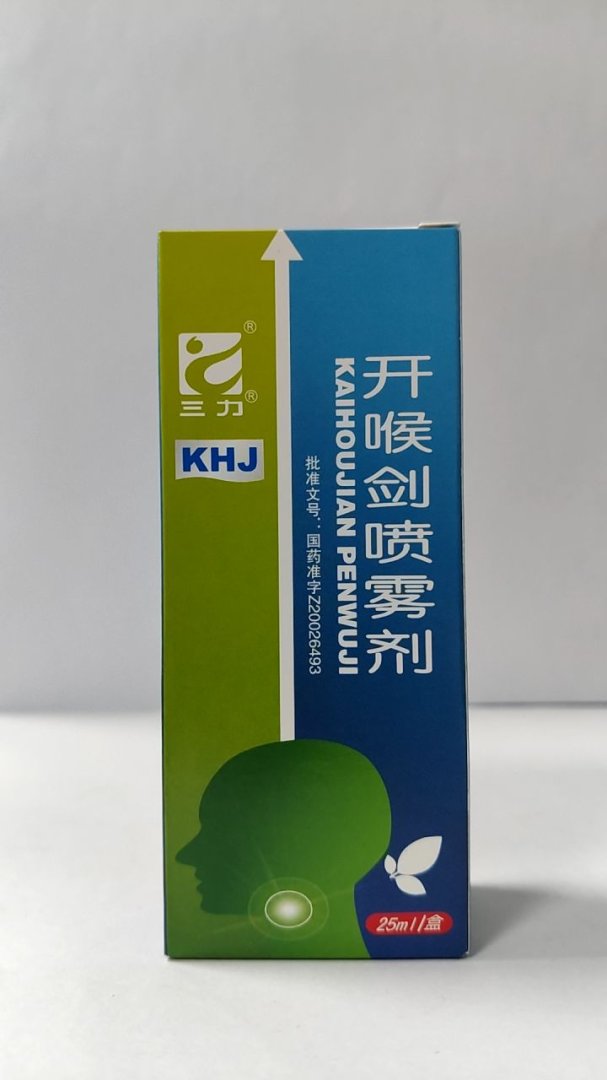 ®
三力®
KHJ
开喉剑喷雾剂
KAIHOUJIAN PENWUJI
批准文号：国药准字Z20026493
25ml/盒